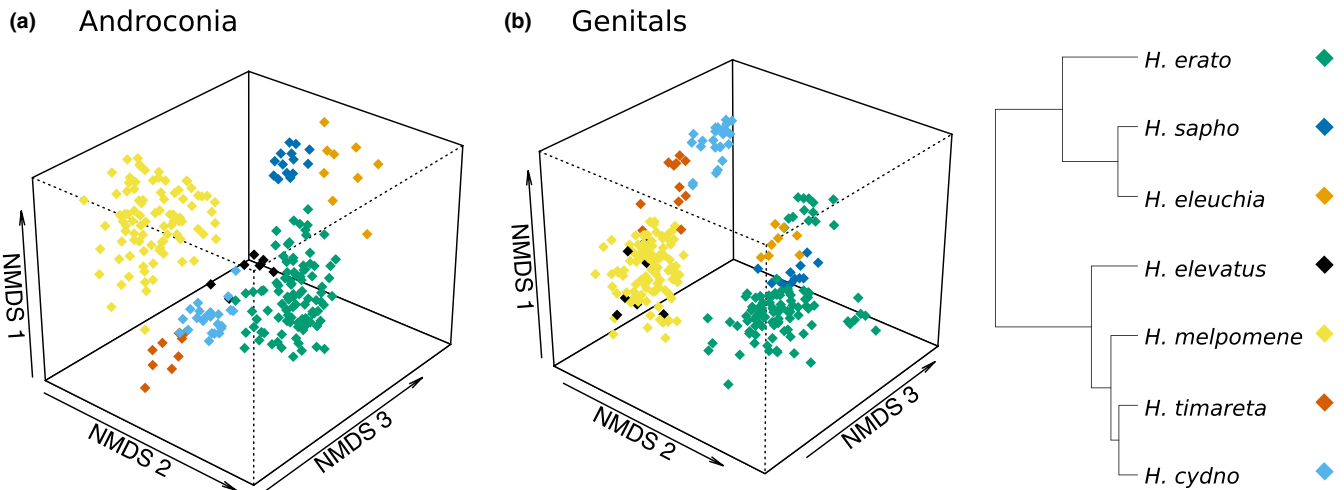 (a) Androconia
(b) Genitals
NMDS 1
NMDS 2
NMDS 3
NMDS 1
NMDS 2
NMDS 3
H. erato
H. sapho
H. eleuchia
H. elevatus
H. melpomene
H. timareta
H. cydno